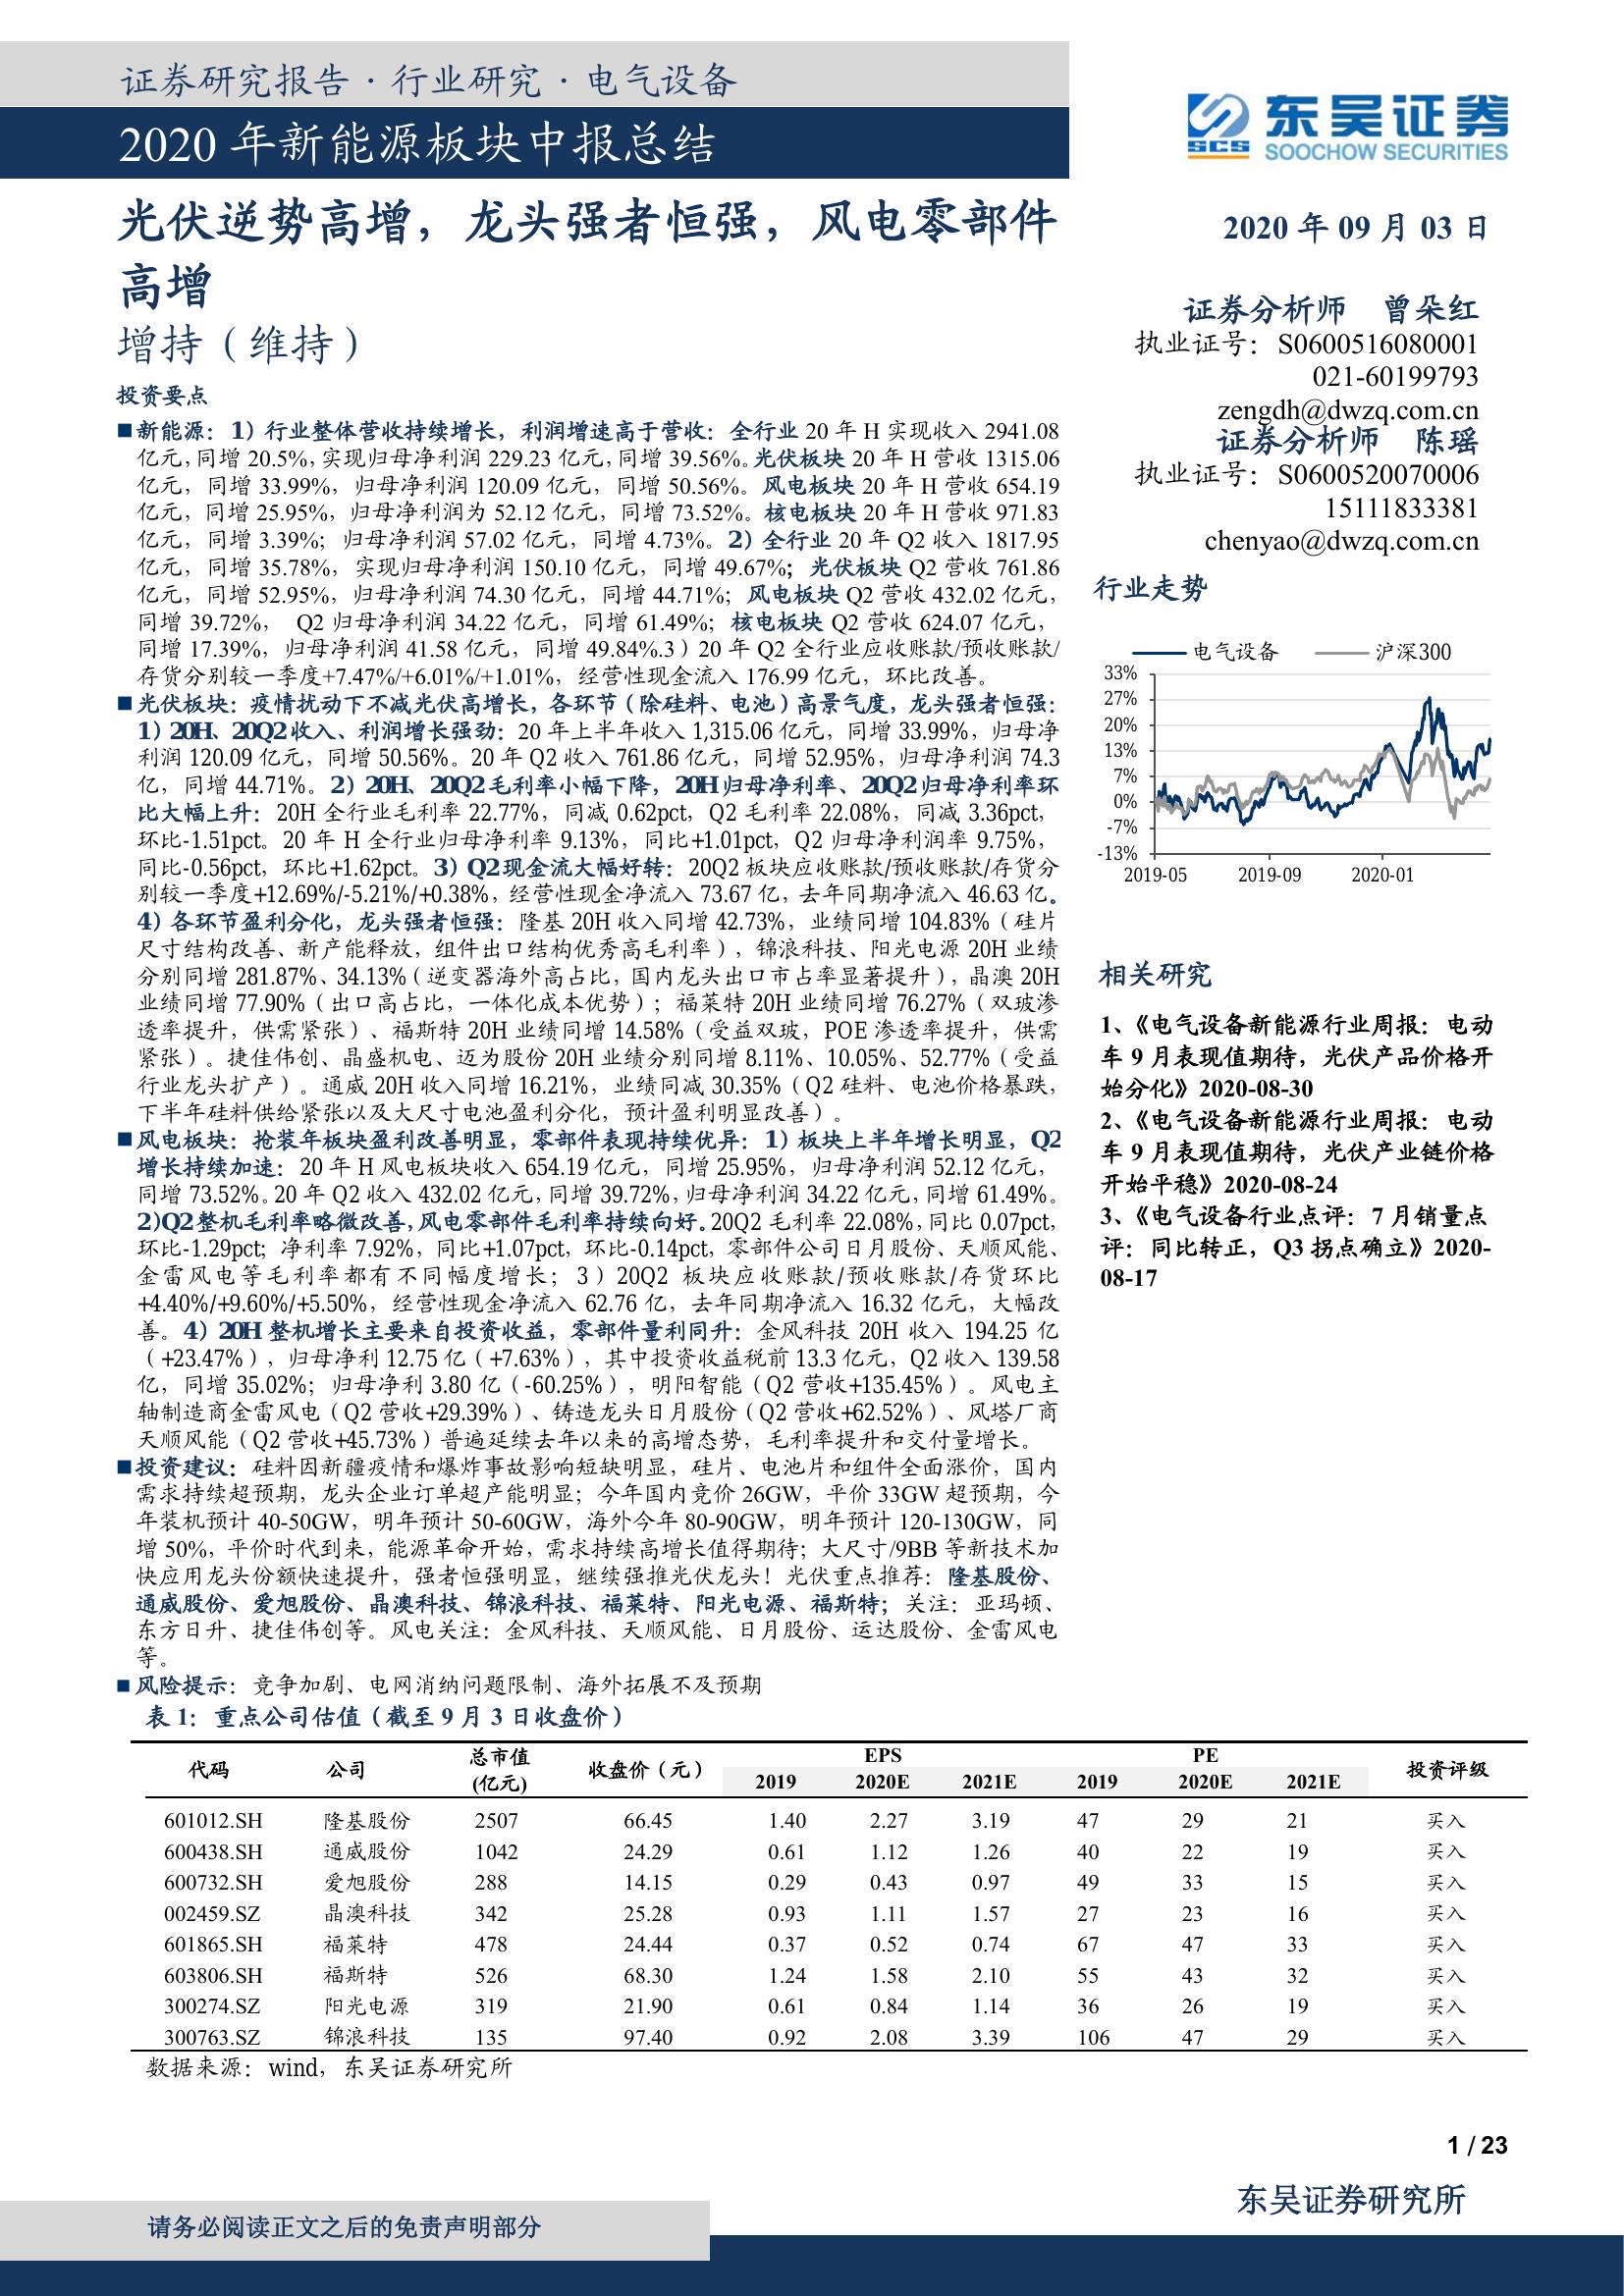 证券研究报告·行业研究·电气设备
2020 年新能源板块中报总结
东吴证券
SCS
SOOCHOW SECURITIES
光伏逆势高增，龙头强者恒强，风电零部件
高增
增持（维持）
2020 年 09 月 03 日
证券分析师 曾朵红
执业证号：S0600516080001
021-60199793
zengdh@dwzq.com.cn
证券分析师 陈瑶
执业证号：S0600520070006
15111833381
chenyao@dwzq.com.cn
投资要点
■新能源：1）行业整体营收持续增长，利润增速高于营收：全行业 20 年 H 实现收入 2941.08
亿元，同增 20.5%，实现归母净利润 229.23 亿元，同增 39.56%。光伏板块 20 年 H 营收 1315.06
亿元，同增 33.99%，归母净利润 120.09 亿元，同增 50.56%。风电板块 20 年 H 营收 654.19
亿元，同增 25.95%，归母净利润为 52.12 亿元，同增 73.52%。核电板块 20 年 H 营收 971.83
亿元，同增 3.39%；归母净利润 57.02 亿元，同增 4.73%。2）全行业 20 年 Q2 收入 1817.95
亿元，同增 35.78%，实现归母净利润 150.10 亿元，同增 49.67%；光伏板块 Q2 营收 761.86
亿元，同增 52.95%，归母净利润 74.30 亿元，同增 44.71%；风电板块 Q2 营收 432.02 亿元，
同增 39.72%， Q2 归母净利润 34.22 亿元，同增 61.49%；核电板块 Q2 营收 624.07 亿元，
同增 17.39%，归母净利润 41.58 亿元，同增 49.84%.3）20 年 Q2 全行业应收账款/预收账款/
存货分别较一季度+7.47%/+6.01%/+1.01%，经营性现金流入 176.99 亿元，环比改善。
■光伏板块：疫情扰动下不减光伏高增长，各环节（除硅料、电池）高景气度，龙头强者恒强：
1）20H、20Q2 收入、利润增长强劲：20 年上半年收入 1,315.06 亿元，同增 33.99%，归母净
利润 120.09 亿元，同增 50.56%。20 年 Q2 收入 761.86 亿元，同增 52.95%，归母净利润 74.3
亿，同增 44.71%。2）20H、20Q2 毛利率小幅下降，20H 归母净利率、20Q2 归母净利率环
比大幅上升：20H 全行业毛利率 22.77%，同减 0.62pct，Q2 毛利率 22.08%，同减 3.36pct，
环比-1.51pct。20 年 H 全行业归母净利率 9.13%，同比+1.01pct，Q2 归母净利润率 9.75%，
同比-0.56pct，环比+1.62pct。3）Q2 现金流大幅好转：20Q2 板块应收账款/预收账款/存货分
别较一季度+12.69%/-5.21%/+0.38%，经营性现金净流入 73.67 亿，去年同期净流入 46.63 亿。
4）各环节盈利分化，龙头强者恒强：隆基 20H 收入同增 42.73%，业绩同增 104.83%（硅片
尺寸结构改善、新产能释放，组件出口结构优秀高毛利率），锦浪科技、阳光电源 20H 业绩
分别同增 281.87%、34.13%（逆变器海外高占比，国内龙头出口市占率显著提升），晶澳 20H
业绩同增 77.90%（出口高占比，一体化成本优势）；福莱特 20H 业绩同增 76.27%（双玻渗
透率提升，供需紧张）、福斯特 20H 业绩同增 14.58%（受益双玻，POE 渗透率提升，供需
紧张）。捷佳伟创、晶盛机电、迈为股份 20H 业绩分别同增 8.11%、10.05%、52.77%（受益
行业龙头扩产）。通威 20H 收入同增 16.21%，业绩同减 30.35%（Q2 硅料、电池价格暴跌，
下半年硅料供给紧张以及大尺寸电池盈利分化，预计盈利明显改善）。
■风电板块：抢装年板块盈利改善明显，零部件表现持续优异：1）板块上半年增长明显，Q2
增长持续加速：20 年 H 风电板块收入 654.19 亿元，同增 25.95%，归母净利润 52.12 亿元，
同增 73.52%。20 年 Q2 收入 432.02 亿元，同增 39.72%，归母净利润 34.22 亿元，同增 61.49%。
2)Q2 整机毛利率略微改善，风电零部件毛利率持续向好。20Q2 毛利率 22.08%，同比 0.07pct，
环比-1.29pct；净利率 7.92%，同比+1.07pct，环比-0.14pct，零部件公司日月股份、天顺风能、
金雷风电等毛利率都有不同幅度增长；3）20Q2 板块应收账款/预收账款/存货环比
+4.40%/+9.60%/+5.50%，经营性现金净流入 62.76 亿，去年同期净流入 16.32 亿元，大幅改
善。4）20H 整机增长主要来自投资收益，零部件量利同升：金风科技 20H 收入 194.25 亿
（+23.47%），归母净利 12.75 亿（+7.63%），其中投资收益税前 13.3 亿元，Q2 收入 139.58
亿，同增 35.02%；归母净利 3.80 亿（-60.25%），明阳智能（Q2 营收+135.45%）。风电主
轴制造商金雷风电（Q2 营收+29.39%）、铸造龙头日月股份（Q2 营收+62.52%）、风塔厂商
天顺风能（Q2 营收+45.73%）普遍延续去年以来的高增态势，毛利率提升和交付量增长。
■投资建议：硅料因新疆疫情和爆炸事故影响短缺明显，硅片、电池片和组件全面涨价，国内
需求持续超预期，龙头企业订单超产能明显；今年国内竞价 26GW，平价 33GW 超预期，今
年装机预计 40-50GW，明年预计 50-60GW，海外今年 80-90GW，明年预计 120-130GW，同
增 50%，平价时代到来，能源革命开始，需求持续高增长值得期待；大尺寸/9BB 等新技术加
快应用龙头份额快速提升，强者恒强明显，继续强推光伏龙头！光伏重点推荐：隆基股份、
通威股份、爱旭股份、晶澳科技、锦浪科技、福莱特、阳光电源、福斯特；关注：亚玛顿、
东方日升、捷佳伟创等。风电关注：金风科技、天顺风能、日月股份、运达股份、金雷风电
等。
■风险提示：竞争加剧、电网消纳问题限制、海外拓展不及预期
行业走势
电气设备 沪深300
33%
27%
20%
13%
7%
0%
-7%
-13%
2019-05 2019-09 2020-01
相关研究
1、《电气设备新能源行业周报：电动
车 9 月表现值期待，光伏产品价格开
始分化》2020-08-30
2、《电气设备新能源行业周报：电动
车 9 月表现值期待，光伏产业链价格
开始平稳》2020-08-24
3、《电气设备行业点评：7 月销量点
评：同比转正，Q3 拐点确立》2020-
08-17
表 1：重点公司估值（截至 9 月 3 日收盘价）
代码 公司 总市值(亿元) 收盘价（元） EPS PE 投资评级
2019 2020E 2021E 2019 2020E 2021E
601012.SH 隆基股份 2507 66.45 1.40 2.27 3.19 47 29 21 买入
600438.SH 通威股份 1042 24.29 0.61 1.12 1.26 40 22 19 买入
600732.SH 爱旭股份 288 14.15 0.29 0.43 0.97 49 33 15 买入
002459.SZ 晶澳科技 342 25.28 0.93 1.11 1.57 27 23 16 买入
601865.SH 福莱特 478 24.44 0.37 0.52 0.74 67 47 33 买入
603806.SH 福斯特 526 68.30 1.24 1.58 2.10 55 43 32 买入
300274.SZ 阳光电源 319 21.90 0.61 0.84 1.14 36 26 19 买入
300763.SZ 锦浪科技 135 97.40 0.92 2.08 3.39 106 47 29 买入
数据来源：wind，东吴证券研究所
1 / 23
东吴证券研究所
请务必阅读正文之后的免责声明部分